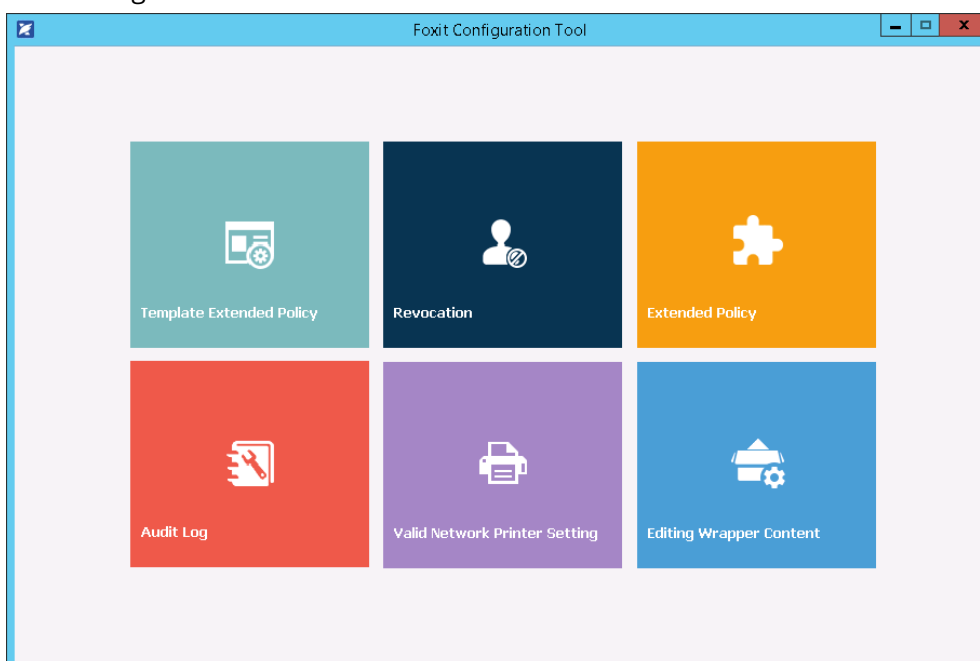 Foxit Configuration Tool
Template Extended Policy
Revocation
Extended Policy
Audit Log
Valid Network Printer Setting
Editing Wrapper Content